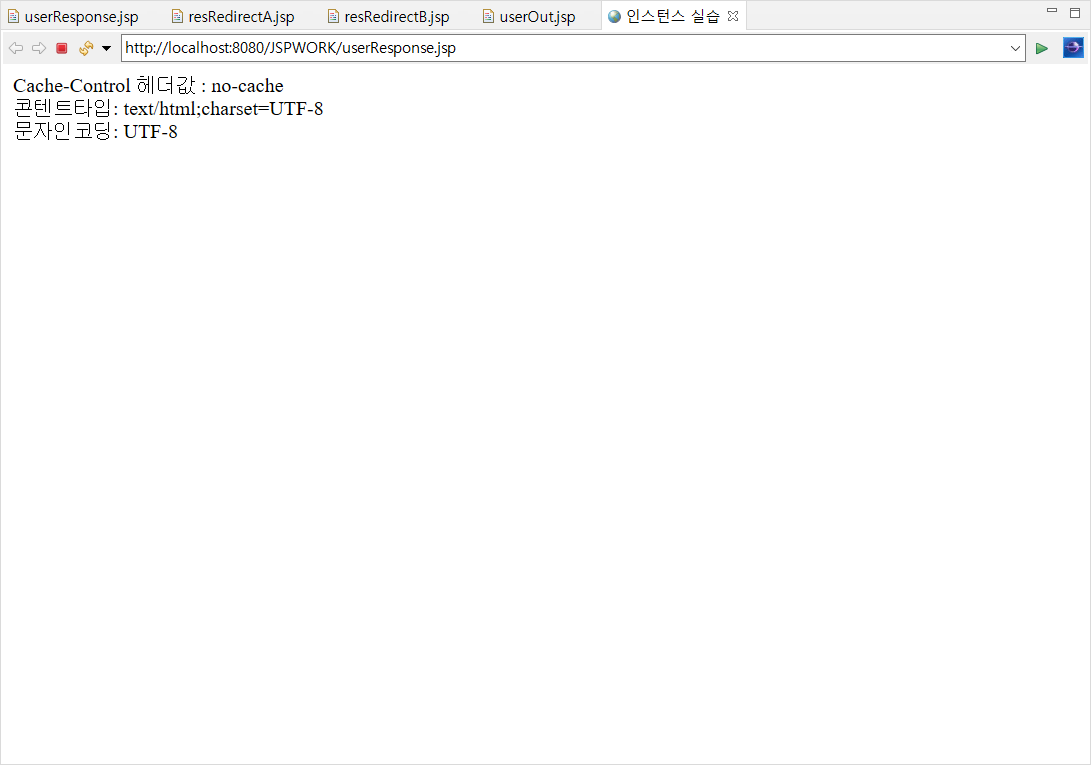 userResponse.jsp resRedirectA.jsp resRedirectB.jsp userOut.jsp 인스턴스 실습
http://localhost:8080/JSPWORK/userResponse.jsp
Cache-Control 헤더값 : no-cache
콘텐트타입 : text/html;charset=UTF-8
문자인코딩 : UTF-8